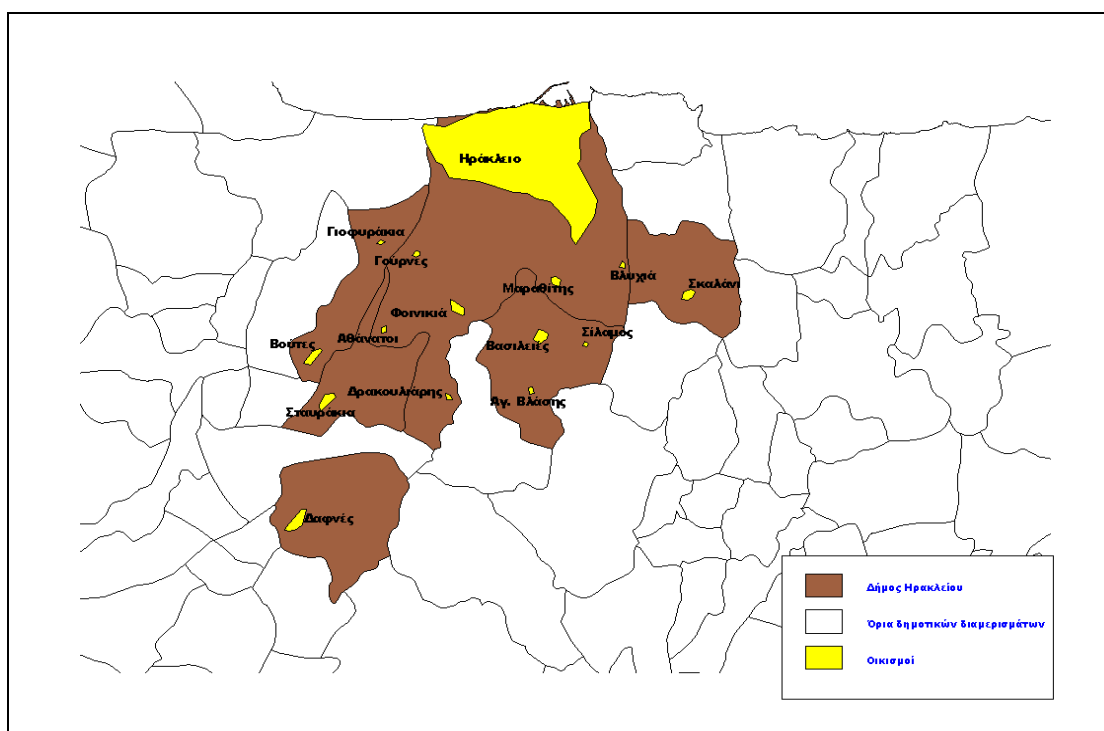 Ηράκλειο
Γιοφυράκια
Γούρνες
Βλυχιά
Σκαλάνι
Μαραθίτης
Φοινικιά
Αθάνατοι
Βούτες
Βασιλειές
Σίλαμος
Δρακουλιάρης
Αγ. Βλάσης
Σταυράκια
Δαφνές
Δήμος Ηρακλείου
Όρια δημοτικών διαμερισμάτων
Οικισμοί